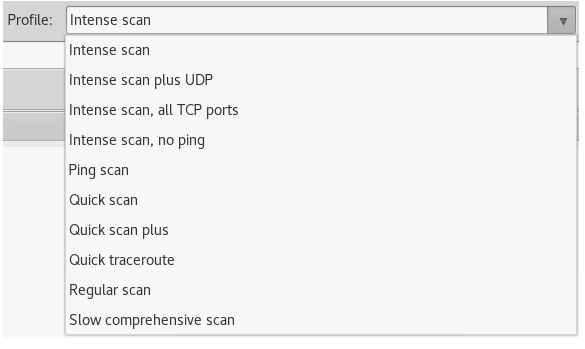 Profile: Intense scan
Intense scan
Intense scan plus UDP
Intense scan, all TCP ports
Intense scan, no ping
Ping scan
Quick scan
Quick scan plus
Quick traceroute
Regular scan
Slow comprehensive scan